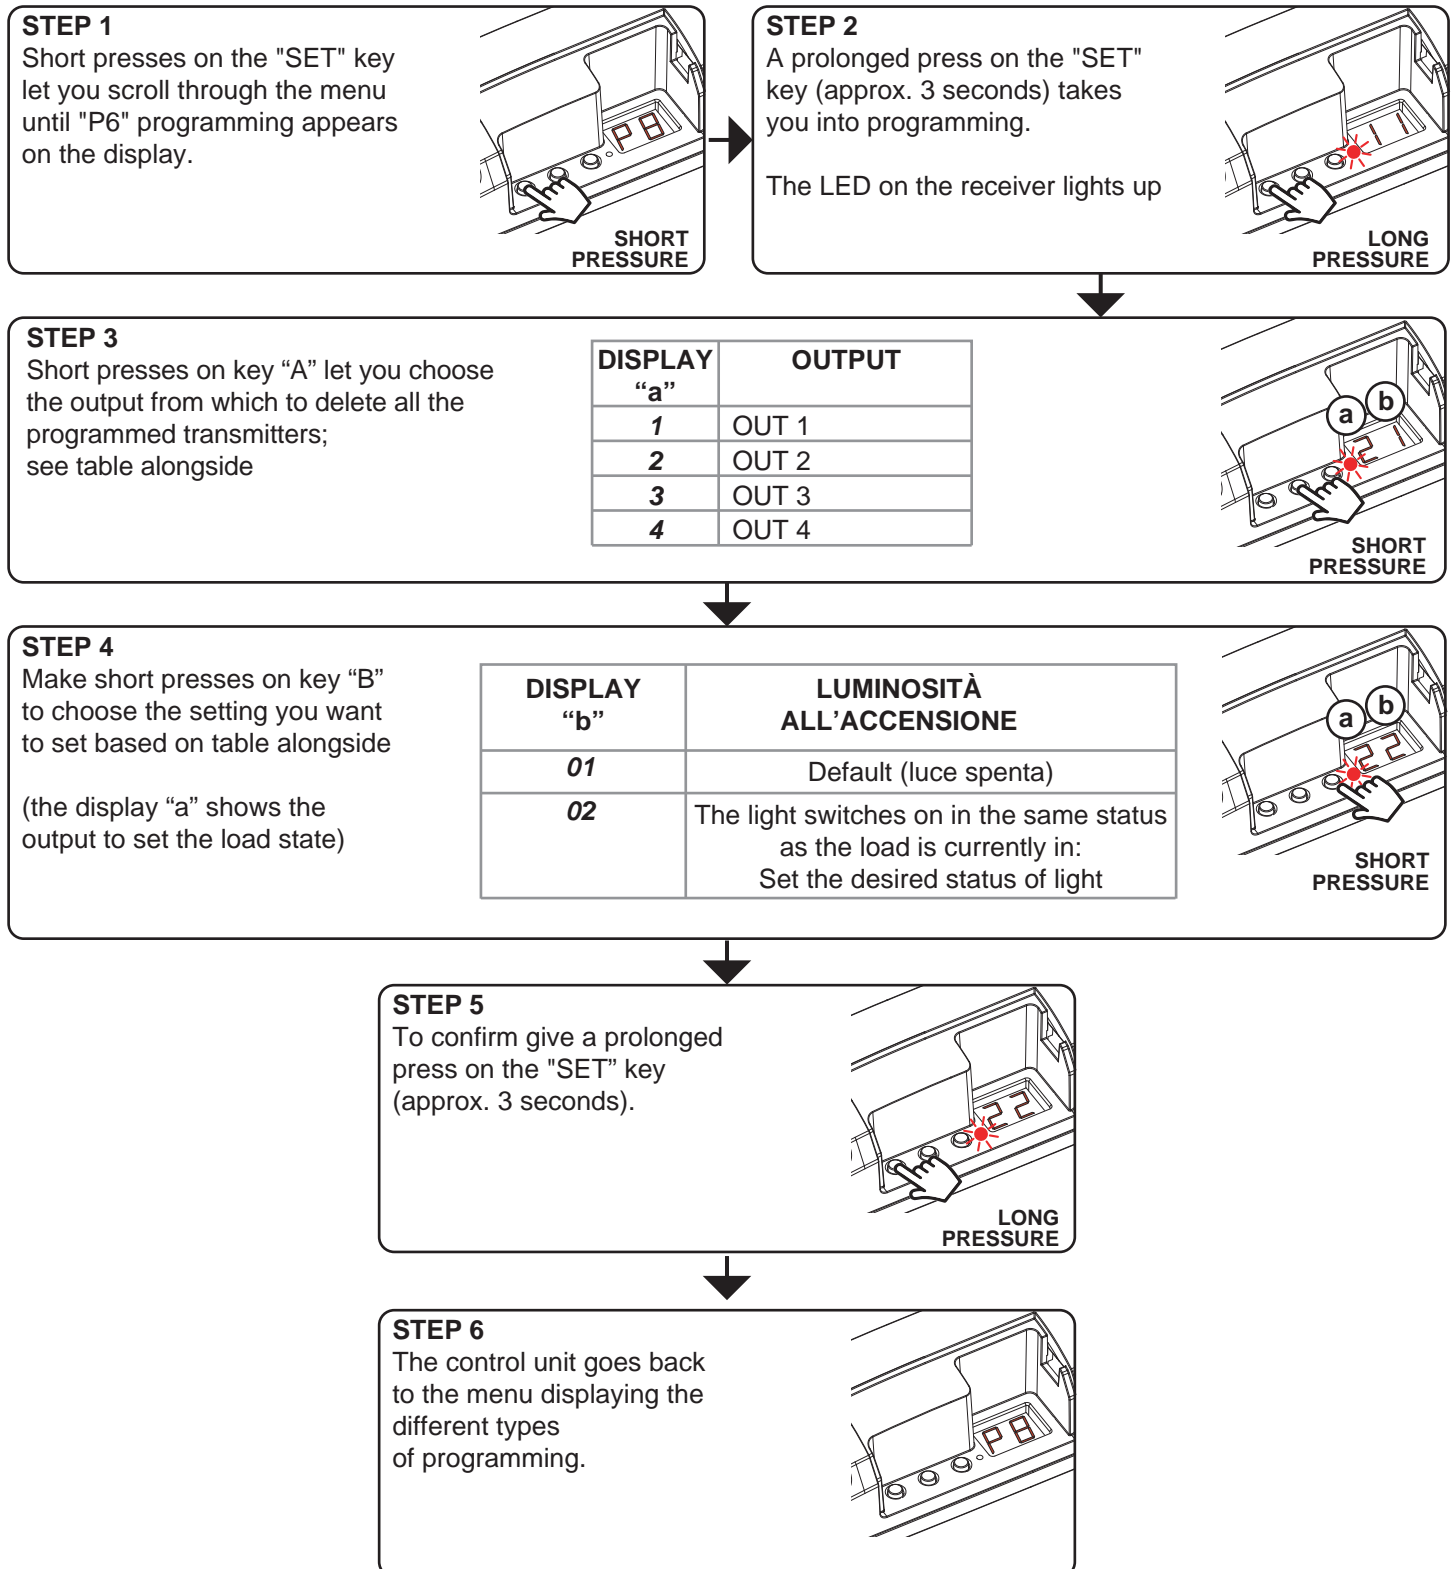 STEP 1
Short presses on the "SET" key
let you scroll through the menu
until "P6" programming appears
on the display.
P8
SHORT
PRESSURE
STEP 2
A prolonged press on the "SET"
key (approx. 3 seconds) takes
you into programming.
The LED on the receiver lights up
11
LONG
PRESSURE
STEP 3
Short presses on key “A” let you choose
the output from which to delete all the
programmed transmitters;
see table alongside
DISPLAY OUTPUT
“a”
1 OUT 1
2 OUT 2
3 OUT 3
4 OUT 4
a b
21
SHORT
PRESSURE
STEP 4
Make short presses on key “B”
to choose the setting you want
to set based on table alongside
(the display “a” shows the
output to set the load state)
DISPLAY LUMINOSITÀ
“b” ALL’ACCENSIONE
01 Default (luce spenta)
02 The light switches on in the same status
as the load is currently in:
Set the desired status of light
a b
22
SHORT
PRESSURE
STEP 5
To confirm give a prolonged
press on the "SET” key
(approx. 3 seconds).
22
LONG
PRESSURE
STEP 6
The control unit goes back
to the menu displaying the
different types
of programming.
P8